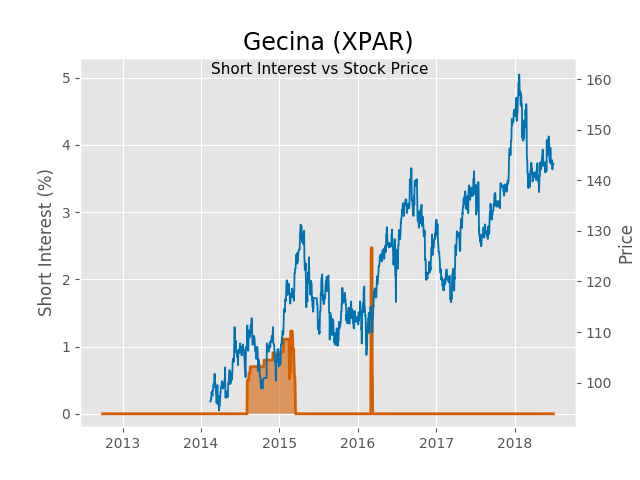 Gecina (XPAR)
Short Interest vs Stock Price
Short Interest (%)
5
4
3
2
1
0
160
150
140
130
120
110
100
Price
2013 2014 2015 2016 2017 2018